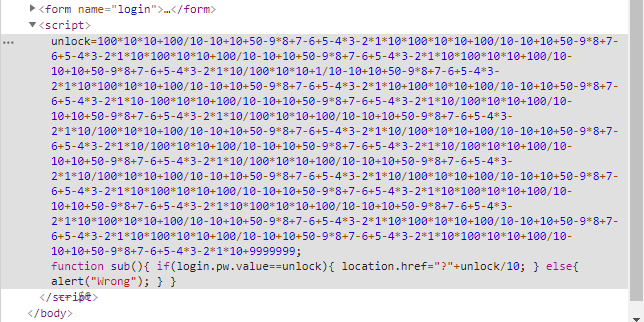 <form name="login">…</form>
<script>
unlock=100*10*10+100/10-10+10+50-9*8+7-6+5-4*3-2*1*10*100*10*10+100/10-10+10+50-9*8+7-
6+5-4*3-2*1*10*100*10*10+100/10-10+10+50-9*8+7-6+5-4*3-2*1*10*100*10*10+100/10-
10+10+50-9*8+7-6+5-4*3-2*1*10/100*10*10+1/10-10+10+50-9*8+7-6+5-4*3-
2*1*10*100*10*10+100/10-10+10+50-9*8+7-6+5-4*3-2*1*10*100*10*10+100/10-10+10+50-9*8+7-
6+5-4*3-2*1*10-100*10*10+100/10-10+10+50-9*8+7-6+5-4*3-2*1*10/100*10*10+100/10-
10+10+50-9*8+7-6+5-4*3-2*1*10/100*10*10+100/10-10+10+50-9*8+7-6+5-4*3-
2*1*10/100*10*10+100/10-10+10+50-9*8+7-6+5-4*3-2*1*10/100*10*10+100/10-10+10+50-9*8+7-
6+5-4*3-2*1*10/100*10*10+100/10-10+10+50-9*8+7-6+5-4*3-2*1*10/100*10*10+100/10-
10+10+50-9*8+7-6+5-4*3-2*1*10/100*10*10+100/10-10+10+50-9*8+7-6+5-4*3-
2*1*10/100*10*10+100/10-10+10+50-9*8+7-6+5-4*3-2*1*10/100*10*10+100/10-10+10+50-9*8+7-
6+5-4*3-2*1*10*100*10*10+100/10-10+10+50-9*8+7-6+5-4*3-2*1*10*100*10*10+100/10-
10+10+50-9*8+7-6+5-4*3-2*1*10*100*10*10+100/10-10+10+50-9*8+7-6+5-4*3-
2*1*10*100*10*10+100/10-10+10+50-9*8+7-6+5-4*3-2*1*10*100*10*10+100/10-10+10+50-9*8+7-
6+5-4*3-2*1*10*100*10*10+100/10-10+10+50-9*8+7-6+5-4*3-2*1*10*100*10*10+100/10-
10+10+50-9*8+7-6+5-4*3-2*1*10+9999999;
function sub(){ if(login.pw.value==unlock){ location.href="?"+unlock/10; } else{
alert("Wrong"); } }
</script>
</body>